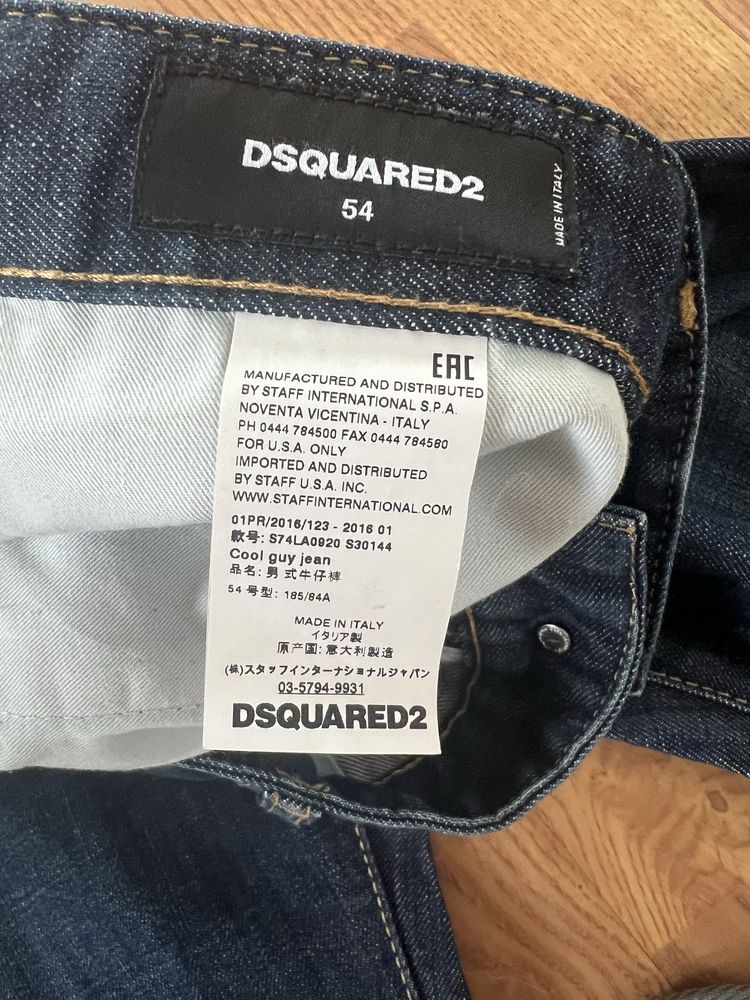 DSQUARED2
54
MADE IN ITALY
EAC
MANUFACTURED AND DISTRIBUTED
BY STAFF INTERNATIONAL S.P.A.
NOVENTA VICENTINA - ITALY
PH 0444 784500 FAX 0444 784580
FOR U.S.A. ONLY
IMPORTED AND DISTRIBUTED
BY STAFF U.S.A. INC.
WWW.STAFFINTERNATIONAL.COM
01PR/2016/123 - 2016 01
款号: S74LA0920 S30144
Cool guy jean
品名: 男 式牛仔裤
54 号型: 185/84A
MADE IN ITALY
イタリア製
原产国: 意大利製造
(株)スタッフインターナショナルジャパン
03-5794-9931
DSQUARED2